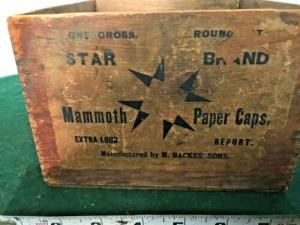 ONE GROSS. ROUND
STAR BRAND
Mammoth Paper Caps.
EXTRA LOUD REPORT.
Manufactured by M. BACKES' SONS.